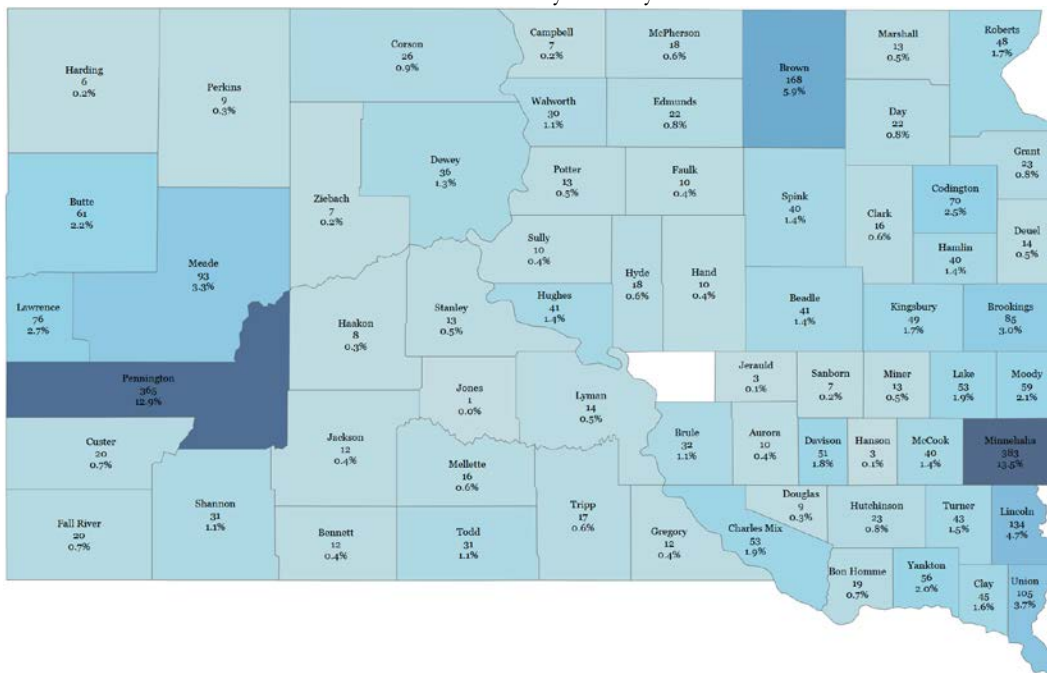 Harding
6
0.2%
Perkins
9
0.3%
Corson
26
0.9%
Campbell
7
0.2%
McPherson
18
0.6%
Brown
168
5.9%
Marshall
13
0.5%
Roberts
48
1.7%
Walworth
30
1.1%
Edmunds
22
0.8%
Day
22
0.8%
Dewey
36
1.3%
Potter
13
0.5%
Faulk
10
0.4%
Grant
23
0.8%
Butte
61
2.2%
Ziebach
7
0.2%
Spink
40
1.4%
Clark
16
0.6%
Codington
70
2.5%
Deuel
14
0.5%
Meade
93
3.3%
Sully
10
0.4%
Hyde
18
0.6%
Hand
10
0.4%
Hamlin
40
1.4%
Lawrence
76
2.7%
Haakon
8
0.3%
Stanley
13
0.5%
Hughes
41
1.4%
Beadle
41
1.4%
Kingsbury
49
1.7%
Brookings
85
3.0%
Pennington
365
12.9%
Jones
1
0.0%
Lyman
14
0.5%
Jerauld
3
0.1%
Sanborn
7
0.2%
Miner
13
0.5%
Lake
53
1.9%
Moody
59
2.1%
Custer
20
0.7%
Jackson
12
0.4%
Mellette
16
0.6%
Brule
32
1.1%
Aurora
10
0.4%
Davison
51
1.8%
Hanson
3
0.1%
McCook
40
1.4%
Minnehaha
383
13.5%
Fall River
20
0.7%
Shannon
31
1.1%
Bennett
12
0.4%
Todd
31
1.1%
Tripp
17
0.6%
Gregory
12
0.4%
Charles Mix
53
1.9%
Douglas
9
0.3%
Hutchinson
23
0.8%
Turner
43
1.5%
Lincoln
134
4.7%
Bon Homme
19
0.7%
Yankton
56
2.0%
Clay
45
1.6%
Union
105
3.7%